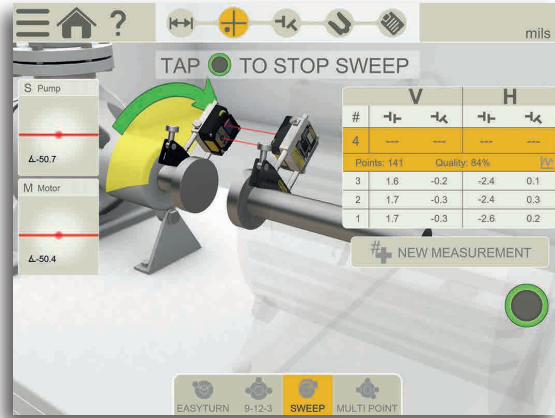 ?
mils
TAP TO STOP SWEEP
S Pump
-50.7
M Motor
-50.4
V H
#
4 --- --- --- ---
Points: 141 Quality: 84%
3 1.6 -0.2 -2.4 0.1
2 1.7 -0.3 -2.4 0.3
1 1.7 -0.3 -2.6 0.2
# NEW MEASUREMENT
EASYTURN 9-12-3 SWEEP MULTI POINT